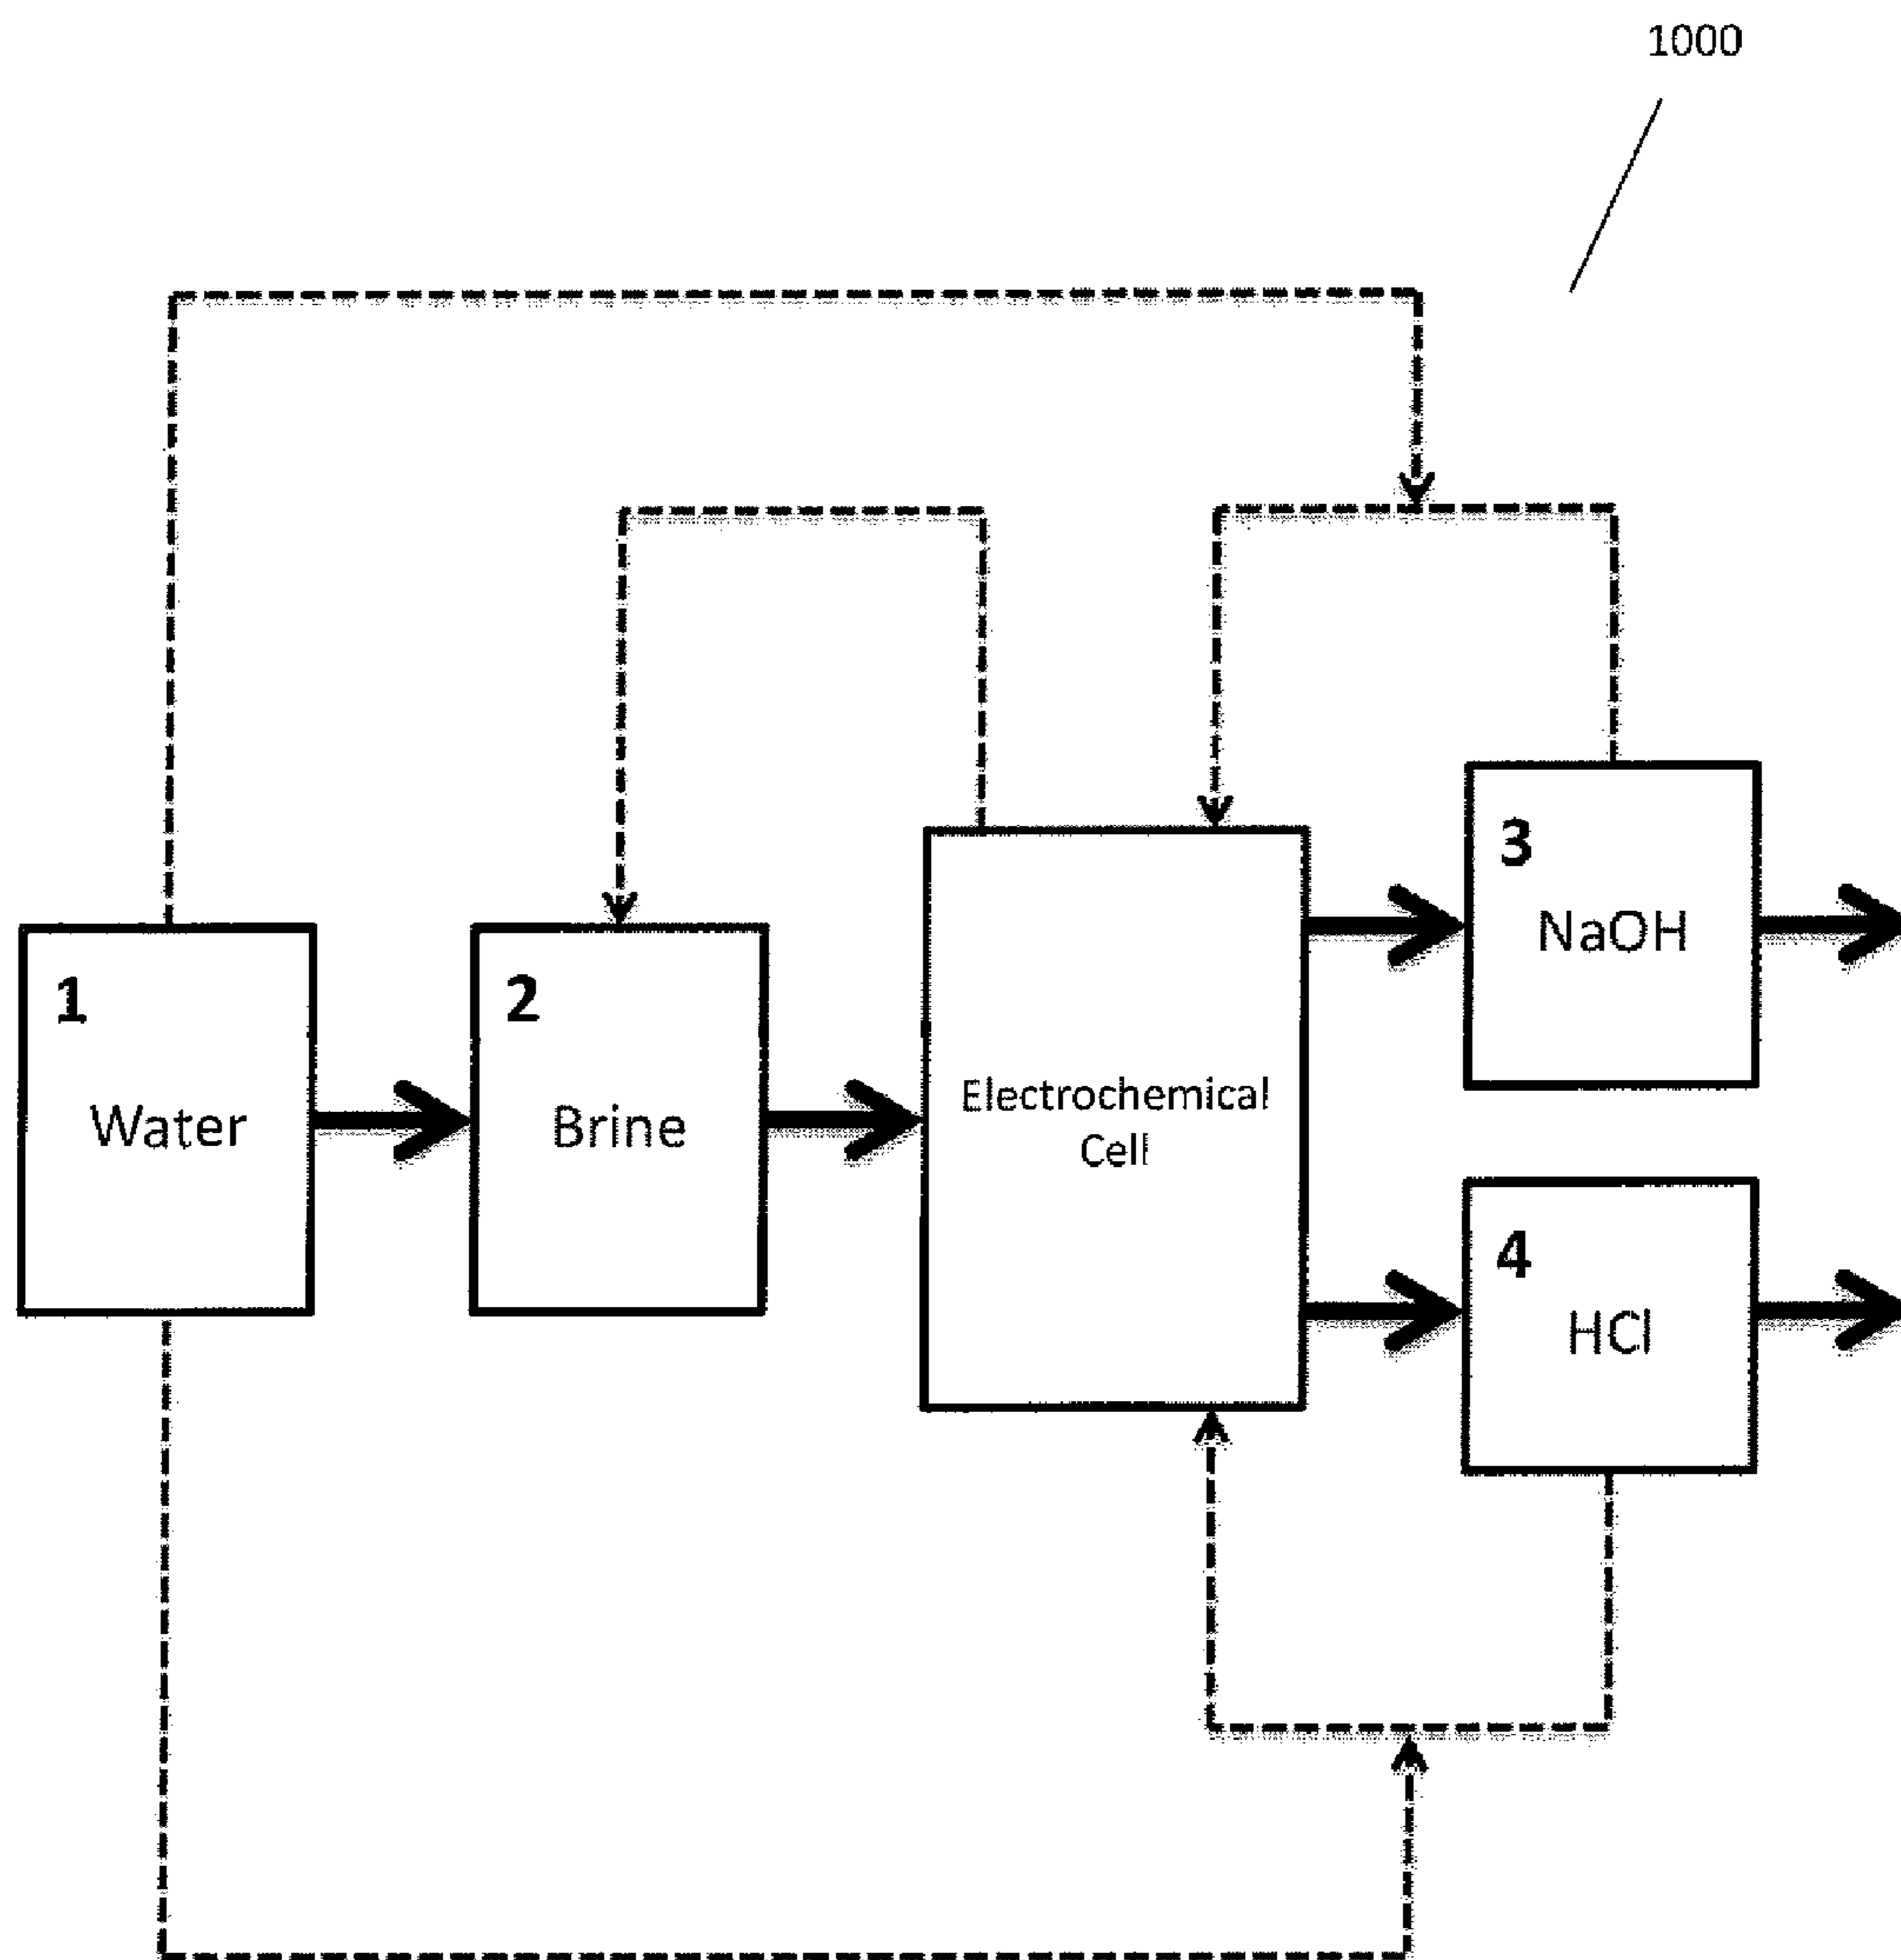 1000
1
Water
2
Brine
Electrochemical
Cell
3
NaOH
4
HCl